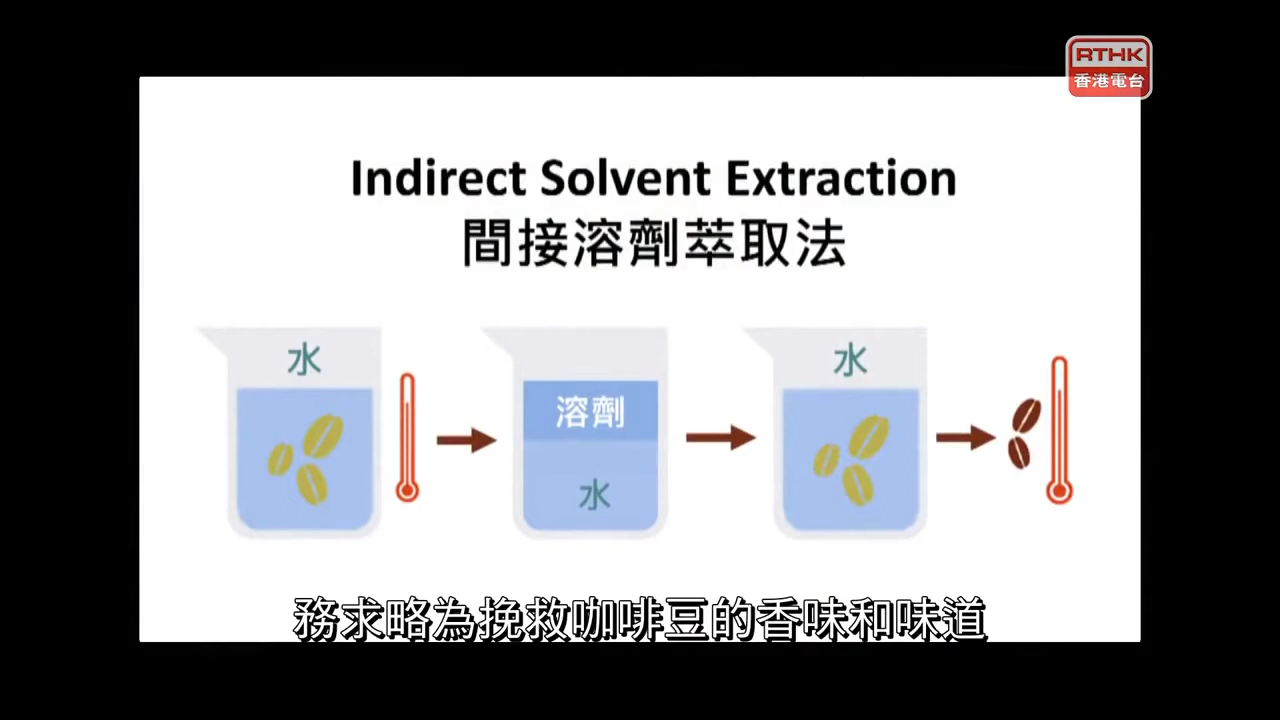 RTHK
香港電台
Indirect Solvent Extraction
間接溶劑萃取法
水
溶劑
水
水
務求略為挽救咖啡豆的香味和味道